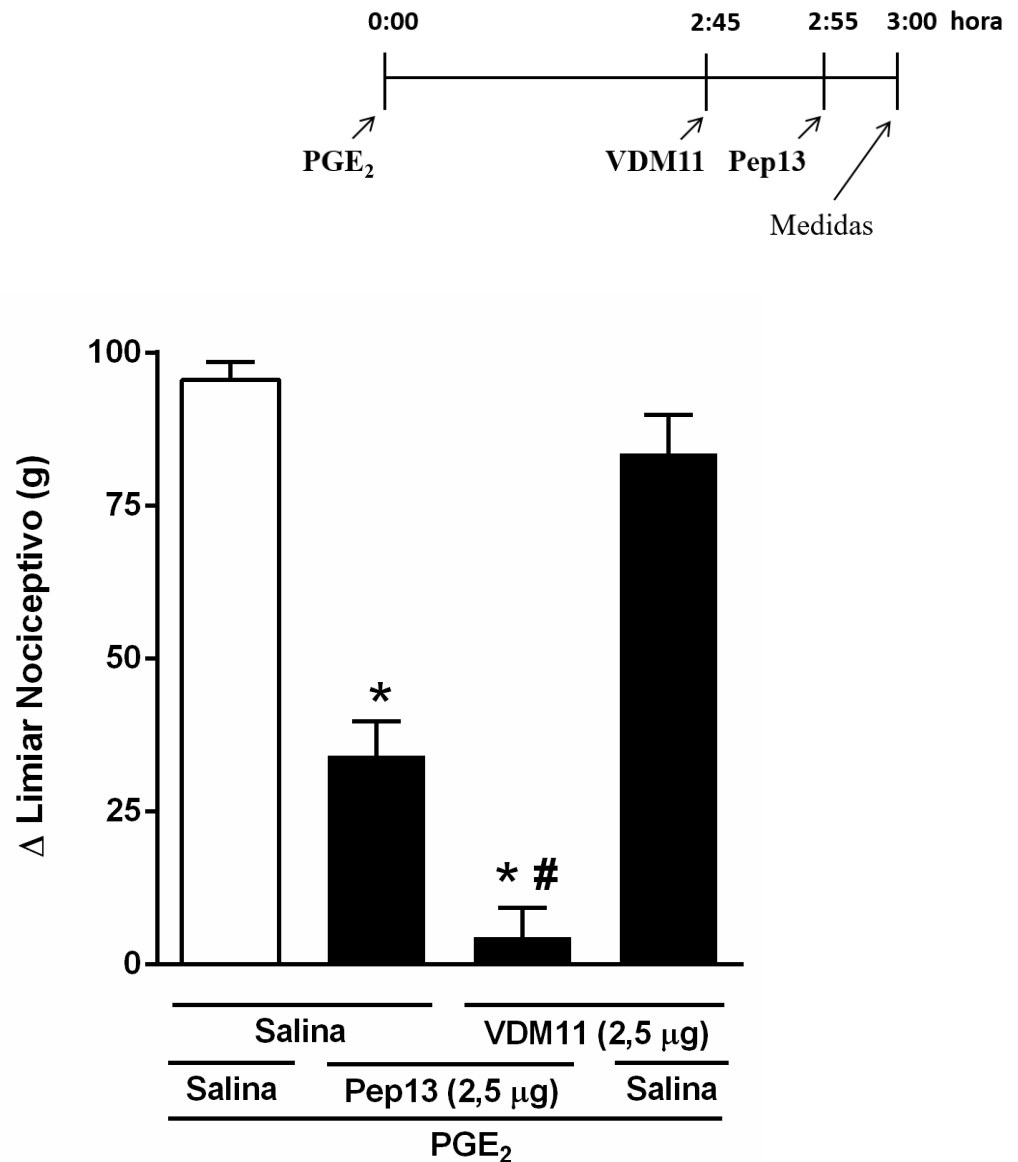 0:00 2:45 2:55 3:00 hora
PGE₂ VDM11 Pep13
Medidas
Δ Limiar Nociceptivo (g)
100
75
50
25
0
*
* #
Salina VDM11 (2,5 μg)
Salina Pep13 (2,5 μg) Salina
PGE₂